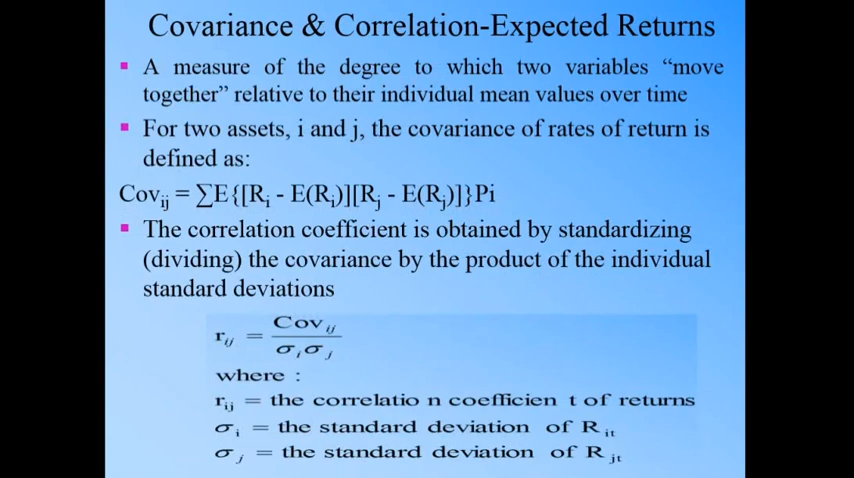 Covariance & Correlation-Expected Returns
▪ A measure of the degree to which two variables “move
together” relative to their individual mean values over time
▪ For two assets, i and j, the covariance of rates of return is
defined as:
Cov_ij = ∑E{[R_i - E(R_i)][R_j - E(R_j)]}Pi
▪ The correlation coefficient is obtained by standardizing
(dividing) the covariance by the product of the individual
standard deviations
r_ij = Cov_ij / σ_i σ_j
where :
r_ij = the correlatio n coefficien t of returns
σ_i = the standard deviation of R_it
σ_j = the standard deviation of R_jt